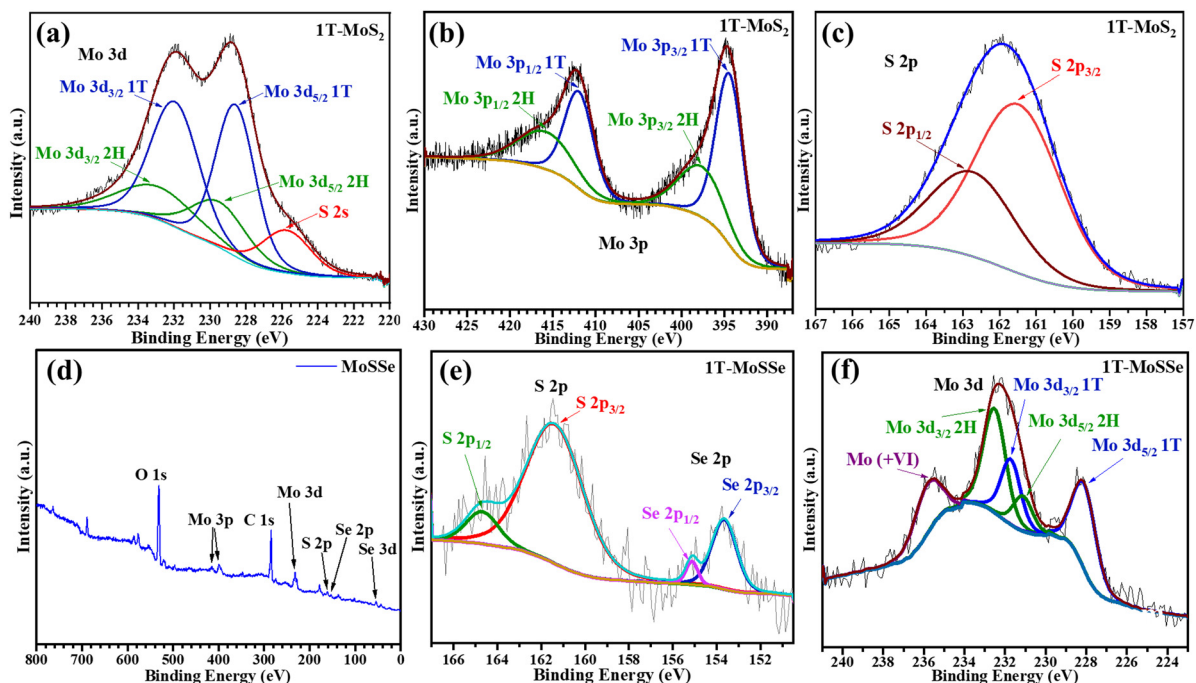 (a)
1T-MoS₂
Mo 3d
Mo 3d₃/₂ 1T
Mo 3d₅/₂ 1T
Mo 3d₃/₂ 2H
Mo 3d₅/₂ 2H
S 2s
Intensity (a.u.)
240 238 236 234 232 230 228 226 224 222 220
Binding Energy (eV)
(b)
1T-MoS₂
Mo 3p₃/₂ 1T
Mo 3p₁/₂ 1T
Mo 3p₁/₂ 2H
Mo 3p₃/₂ 2H
Mo 3p
Intensity (a.u.)
430 420 410 400 390
Binding Energy (eV)
(c)
1T-MoS₂
S 2p
S 2p₃/₂
S 2p₁/₂
Intensity (a.u.)
167 166 165 164 163 162 161 160 159 158 157
Binding Energy (eV)
(d)
MoSSe
O 1s
Mo 3p
C 1s
Mo 3d
S 2p
Se 2p
Se 3d
Intensity (a.u.)
800 700 600 500 400 300 200 100 0
Binding Energy (eV)
(e)
1T-MoSSe
S 2p
S 2p₃/₂
S 2p₁/₂
Se 2p
Se 2p₃/₂
Se 2p₁/₂
Intensity (a.u.)
166 164 162 160 158 156 154 152
Binding Energy (eV)
(f)
1T-MoSSe
Mo 3d
Mo 3d₃/₂ 1T
Mo 3d₃/₂ 2H
Mo 3d₅/₂ 2H
Mo 3d₅/₂ 1T
Mo (+VI)
Intensity (a.u.)
240 238 236 234 232 230 228 226 224
Binding Energy (eV)